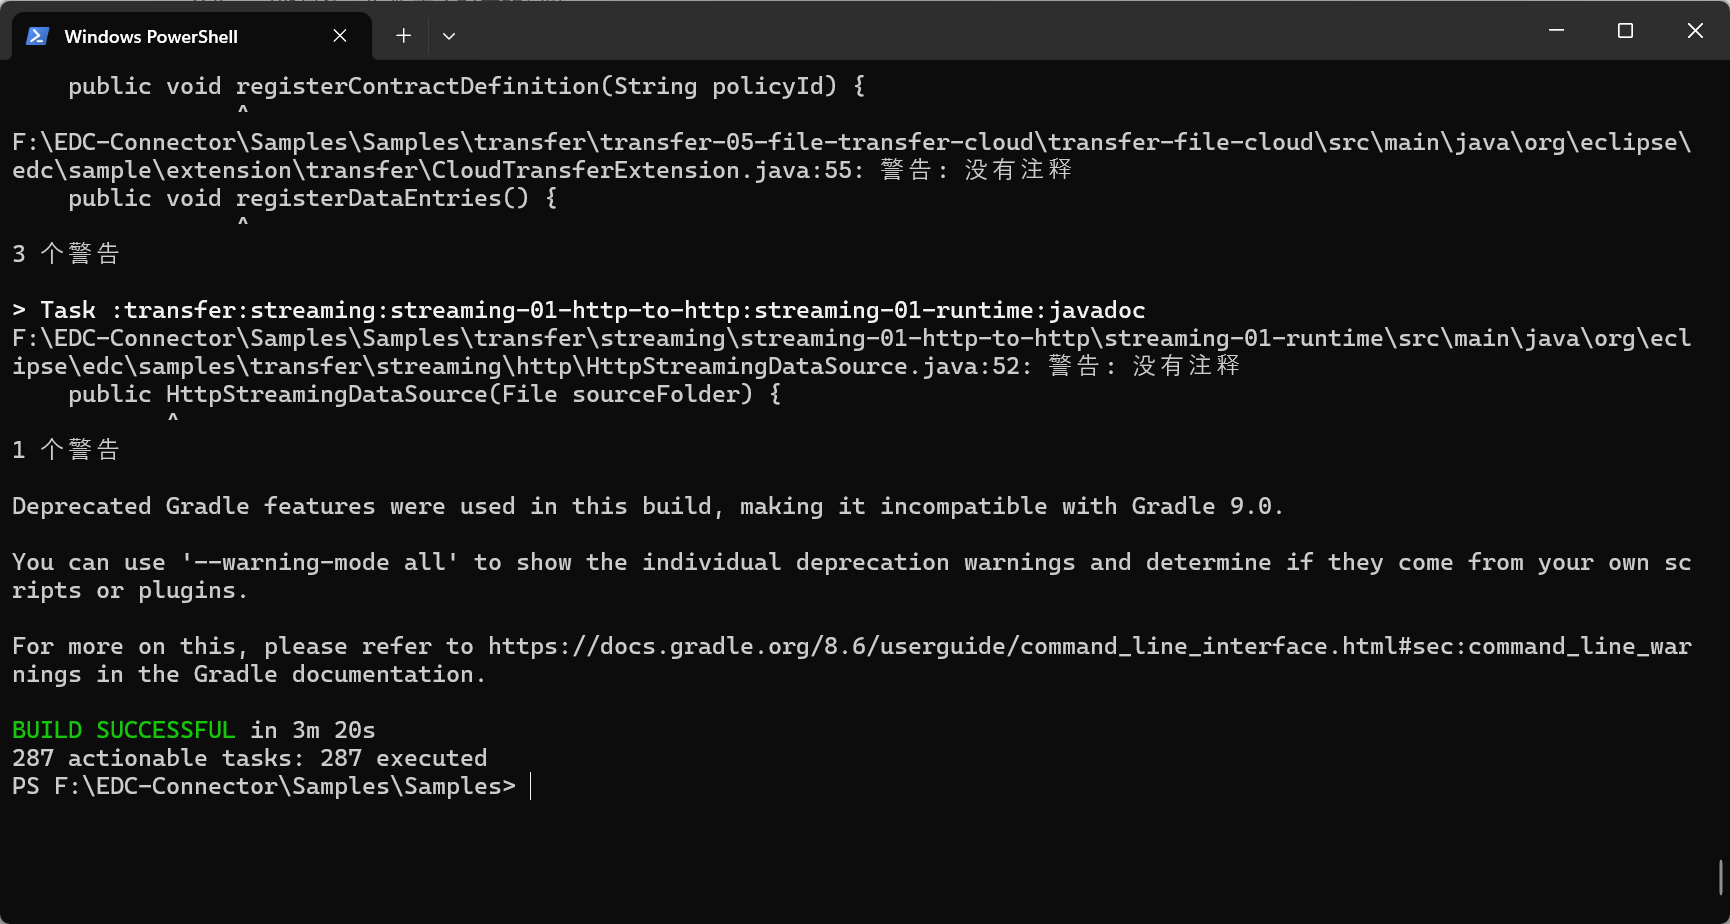 Windows PowerShell
    public void registerContractDefinition(String policyId) {
                ^
F:\EDC-Connector\Samples\Samples\transfer\transfer-05-file-transfer-cloud\transfer-file-cloud\src\main\java\org\eclipse\
edc\sample\extension\transfer\CloudTransferExtension.java:55: 警告: 没有注释
    public void registerDataEntries() {
                ^
3 个警告
> Task :transfer:streaming:streaming-01-http-to-http:streaming-01-runtime:javadoc
F:\EDC-Connector\Samples\Samples\transfer\streaming\streaming-01-http-to-http\streaming-01-runtime\src\main\java\org\ecl
ipse\edc\samples\transfer\streaming\http\HttpStreamingDataSource.java:52: 警告: 没有注释
    public HttpStreamingDataSource(File sourceFolder) {
           ^
1 个警告
Deprecated Gradle features were used in this build, making it incompatible with Gradle 9.0.
You can use '--warning-mode all' to show the individual deprecation warnings and determine if they come from your own sc
ripts or plugins.
For more on this, please refer to https://docs.gradle.org/8.6/userguide/command_line_interface.html#sec:command_line_war
nings in the Gradle documentation.
BUILD SUCCESSFUL in 3m 20s
287 actionable tasks: 287 executed
PS F:\EDC-Connector\Samples\Samples>